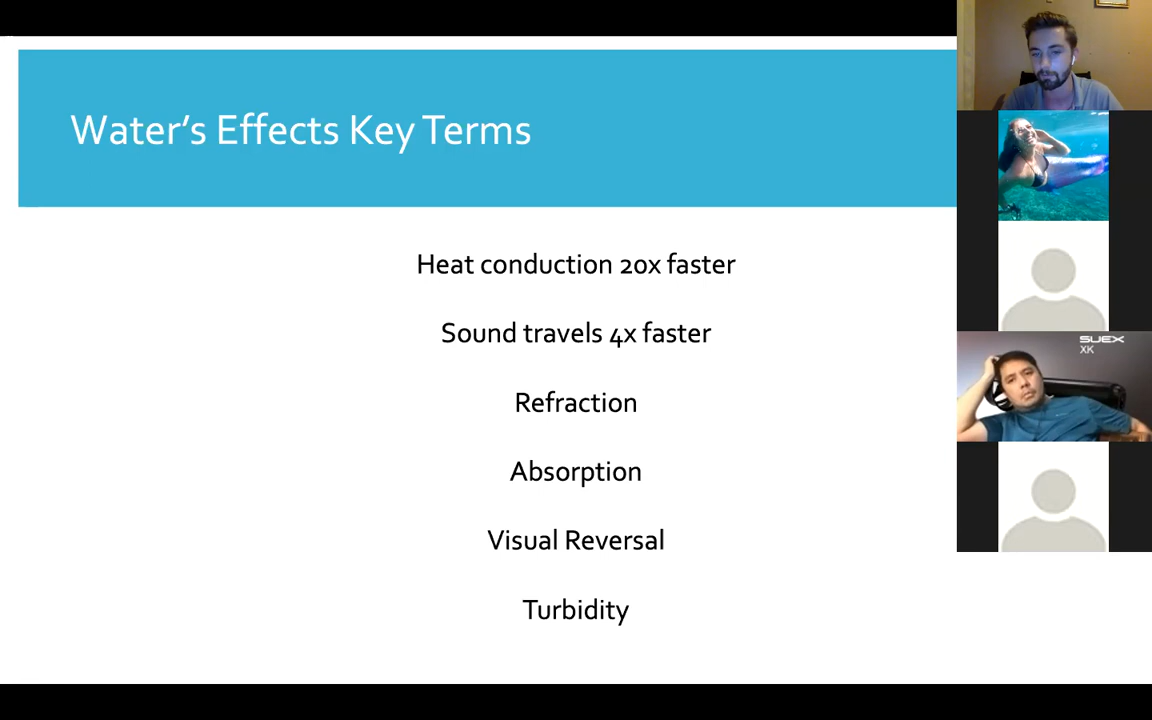 Water's Effects Key Terms
Heat conduction 20x faster
Sound travels 4x faster
Refraction
Absorption
Visual Reversal
Turbidity
SUEX
XK